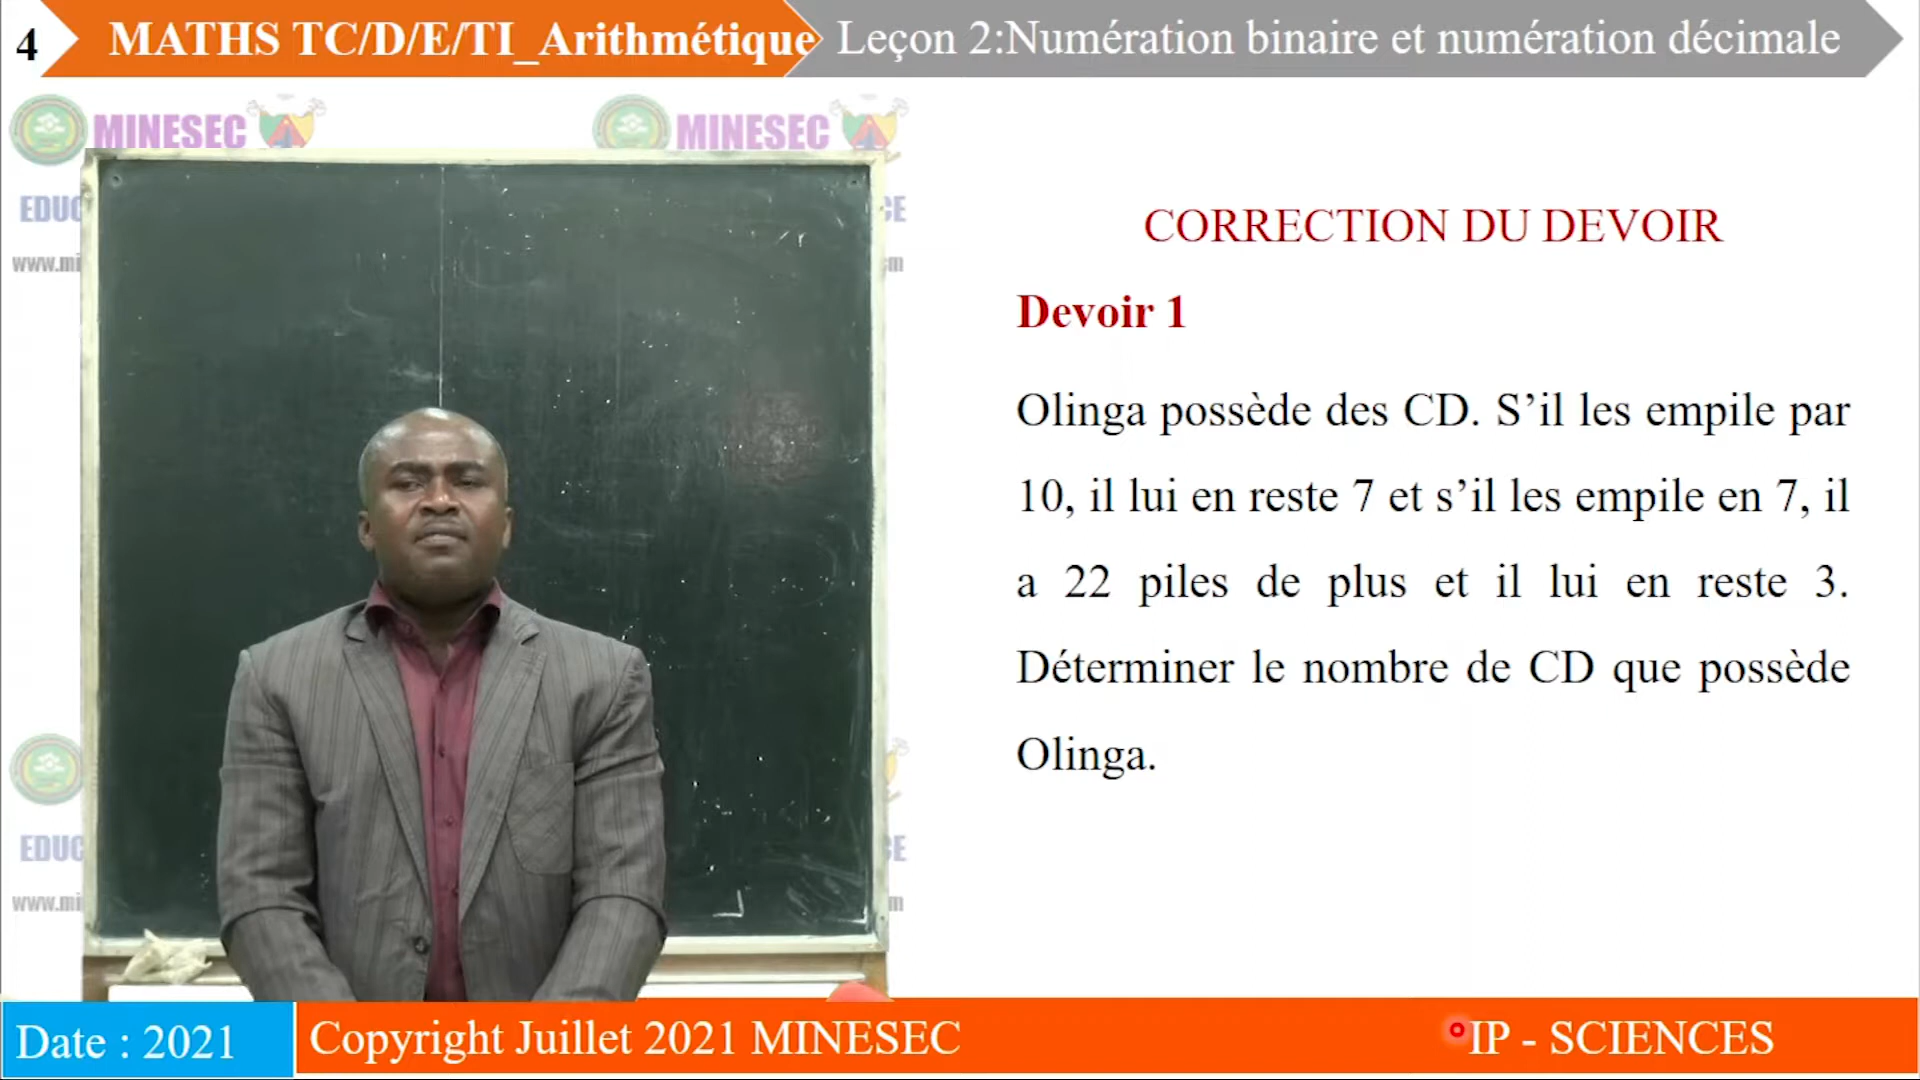 4
MATHS TC/D/E/TI_Arithmétique
Leçon 2:Numération binaire et numération décimale
MINESEC
MINESEC
CORRECTION DU DEVOIR
Devoir 1
Olinga possède des CD. S’il les empile par
10, il lui en reste 7 et s’il les empile en 7, il
a 22 piles de plus et il lui en reste 3.
Déterminer le nombre de CD que possède
Olinga.
Date : 2021
Copyright Juillet 2021 MINESEC
IP - SCIENCES